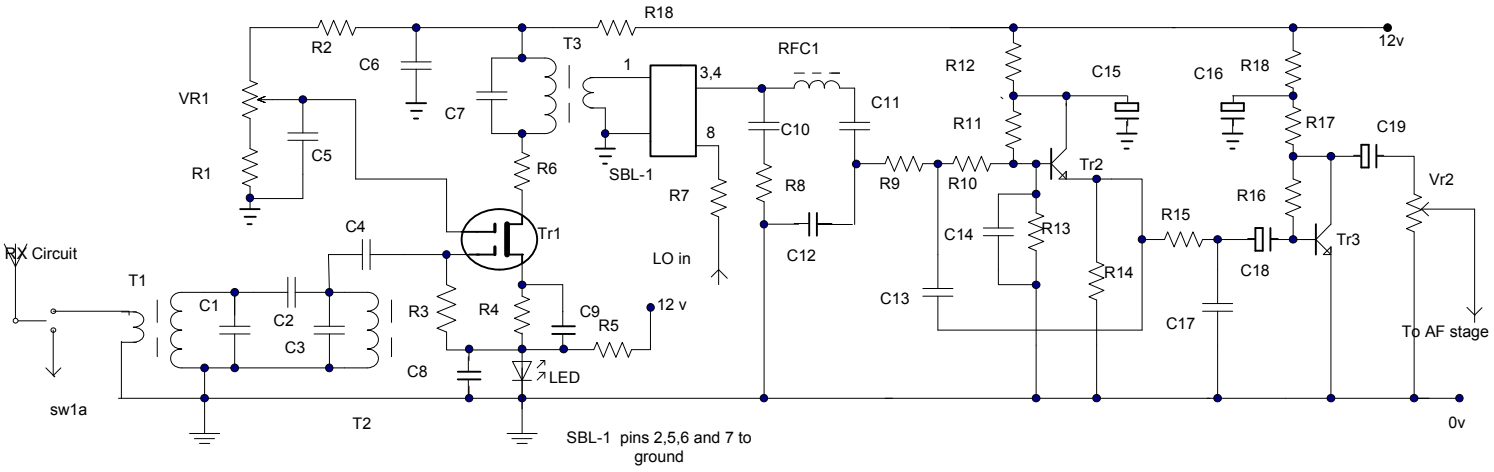 R18
R2
T3
RFC1
12v
C6
R12
C15
C16
R18
1
3,4
VR1
C7
C11
C10
R11
R17
C19
C5
8
R1
R6
SBL-1
R7
R8
R9
R10
Tr2
R16
Vr2
C4
Tr1
C14
R13
R15
Tr3
RX Circuit
LO in
C12
C18
R14
T1
C1
C2
C3
R3
R4
C9
R5
12 v
C13
C17
To AF stage
C8
LED
sw1a
T2
0v
SBL-1 pins 2,5,6 and 7 to
ground